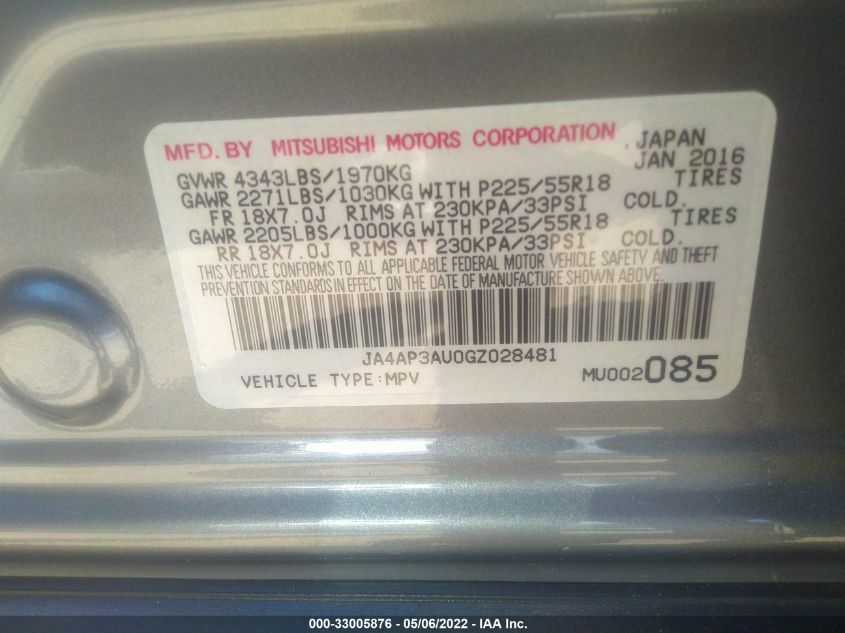 MFD. BY MITSUBISHI MOTORS CORPORATION, JAPAN
JAN 2016
GVWR 4343LBS/1970KG
GAWR 2271LBS/1030KG WITH P225/55R18 TIRES
FR 18X7.0J RIMS AT 230KPA/33PSI COLD.
GAWR 2205LBS/1000KG WITH P225/55R18 TIRES
RR 18X7.0J RIMS AT 230KPA/33PSI COLD.
THIS VEHICLE CONFORMS TO ALL APPLICABLE FEDERAL MOTOR VEHICLE SAFETY AND THEFT
PREVENTION STANDARDS IN EFFECT ON THE DATE OF MANUFACTURE SHOWN ABOVE.
JA4AP3AU0GZ028481
VEHICLE TYPE:MPV MU002085
000-33005876 - 05/06/2022 - IAA Inc.